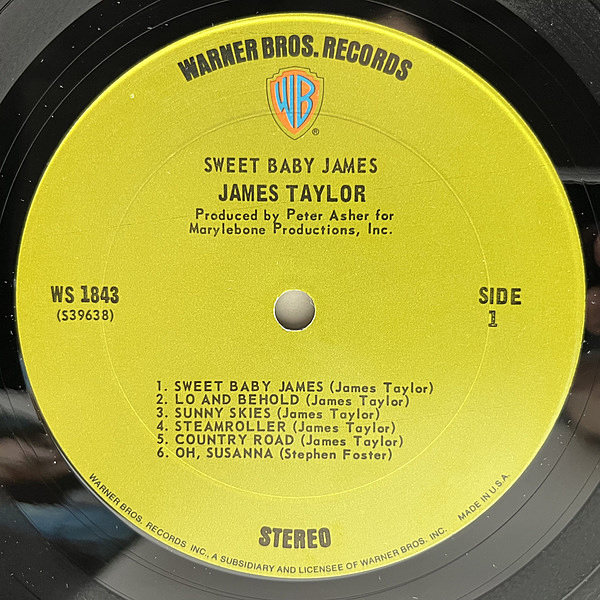 WARNER BROS. RECORDS
WB
®
SWEET BABY JAMES
JAMES TAYLOR
Produced by Peter Asher for
Marylebone Productions, Inc.
WS 1843
(S39638)
SIDE
1
1. SWEET BABY JAMES (James Taylor)
2. LO AND BEHOLD (James Taylor)
3. SUNNY SKIES (James Taylor)
4. STEAMROLLER (James Taylor)
5. COUNTRY ROAD (James Taylor)
6. OH, SUSANNA (Stephen Foster)
STEREO
WARNER BROS. RECORDS INC., A SUBSIDIARY AND LICENSEE OF WARNER BROS. INC.
MADE IN U.S.A.